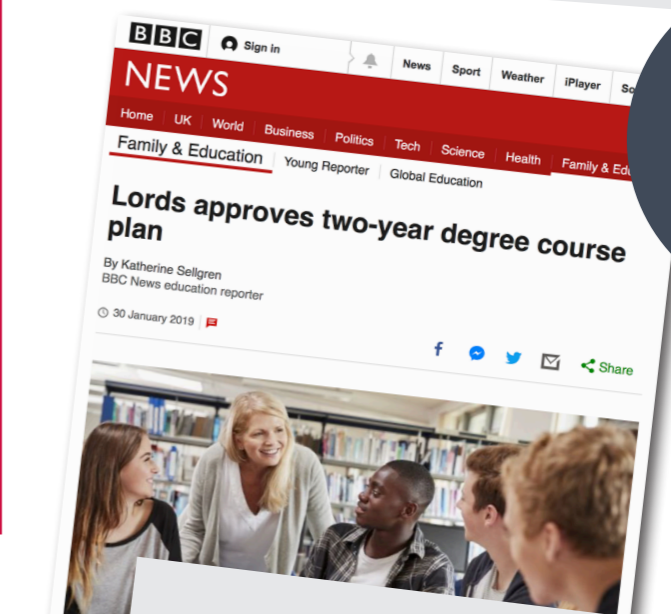 BBC Sign in News Sport Weather iPlayer
NEWS
Home UK World Business Politics Tech Science Health Family &
Family & Education Young Reporter Global Education
Lords approves two-year degree course
plan
By Katherine Sellgren
BBC News education reporter
30 January 2019
Share